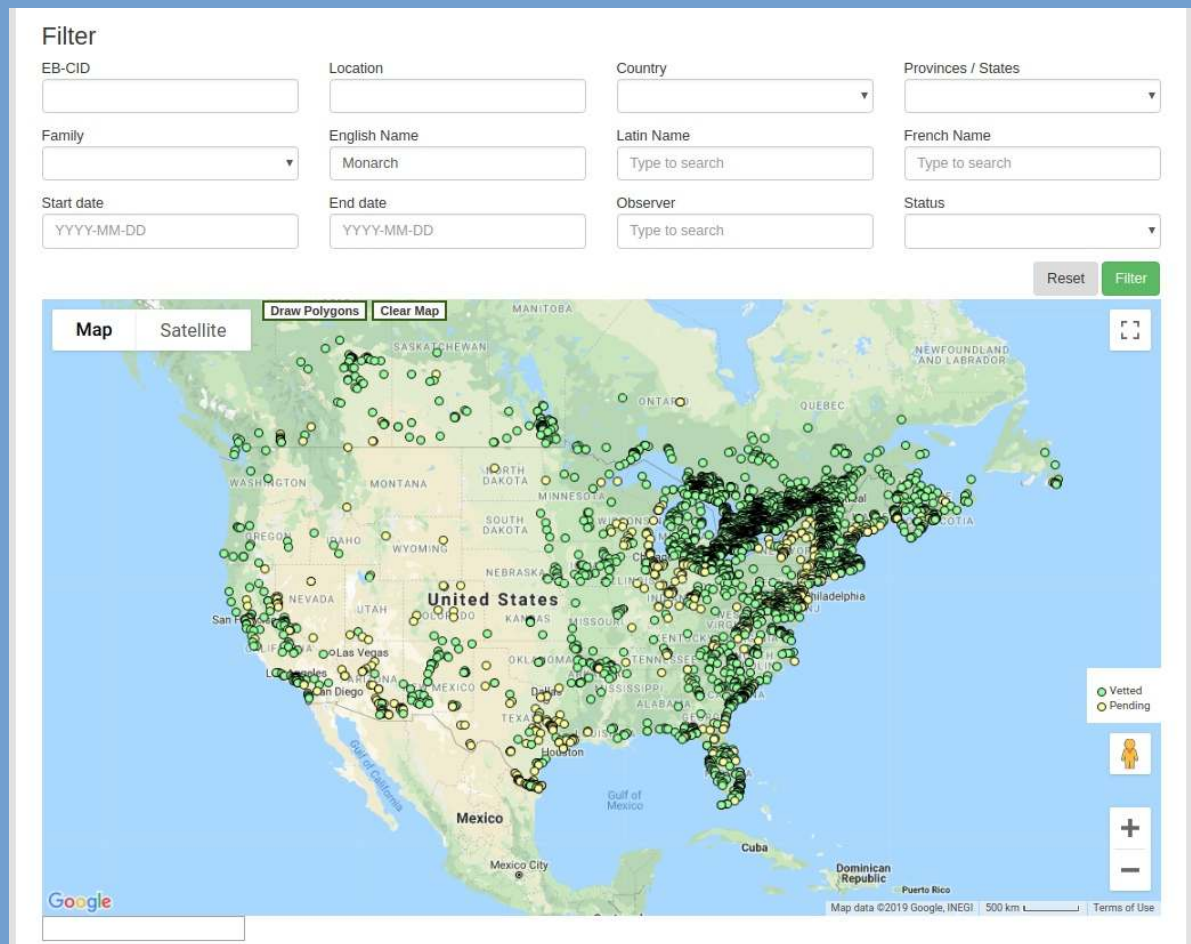 Filter
EB-CID Location Country Provinces / States
Family English Name Latin Name French Name
Monarch Type to search Type to search
Start date End date Observer Status
YYYY-MM-DD YYYY-MM-DD Type to search
Reset Filter
Map Satellite Draw Polygons Clear Map
MANITOBA
SASKATCHEWAN
NEWFOUNDLAND
AND LABRADOR
ONTARIO
QUEBEC
WASHINGTON
MONTANA
NORTH
DAKOTA
MINNESOTA
SOUTH
DAKOTA
OREGON
IDAHO
WYOMING
NEBRASKA
NEVADA
UTAH
United States
KANSAS
MISSOURI
Philadelphia
NJ
Las Vegas
OKLAHOMA
TENNESSEE
San Diego
NEW MEXICO
Dallas
MISSISSIPPI
ALABAMA
Vetted
Pending
Houston
Gulf of
California
Gulf of
Mexico
Mexico
Cuba
Mexico City
Dominican
Republic
Puerto Rico
Google
Map data ©2019 Google, INEGI 500 km Terms of Use